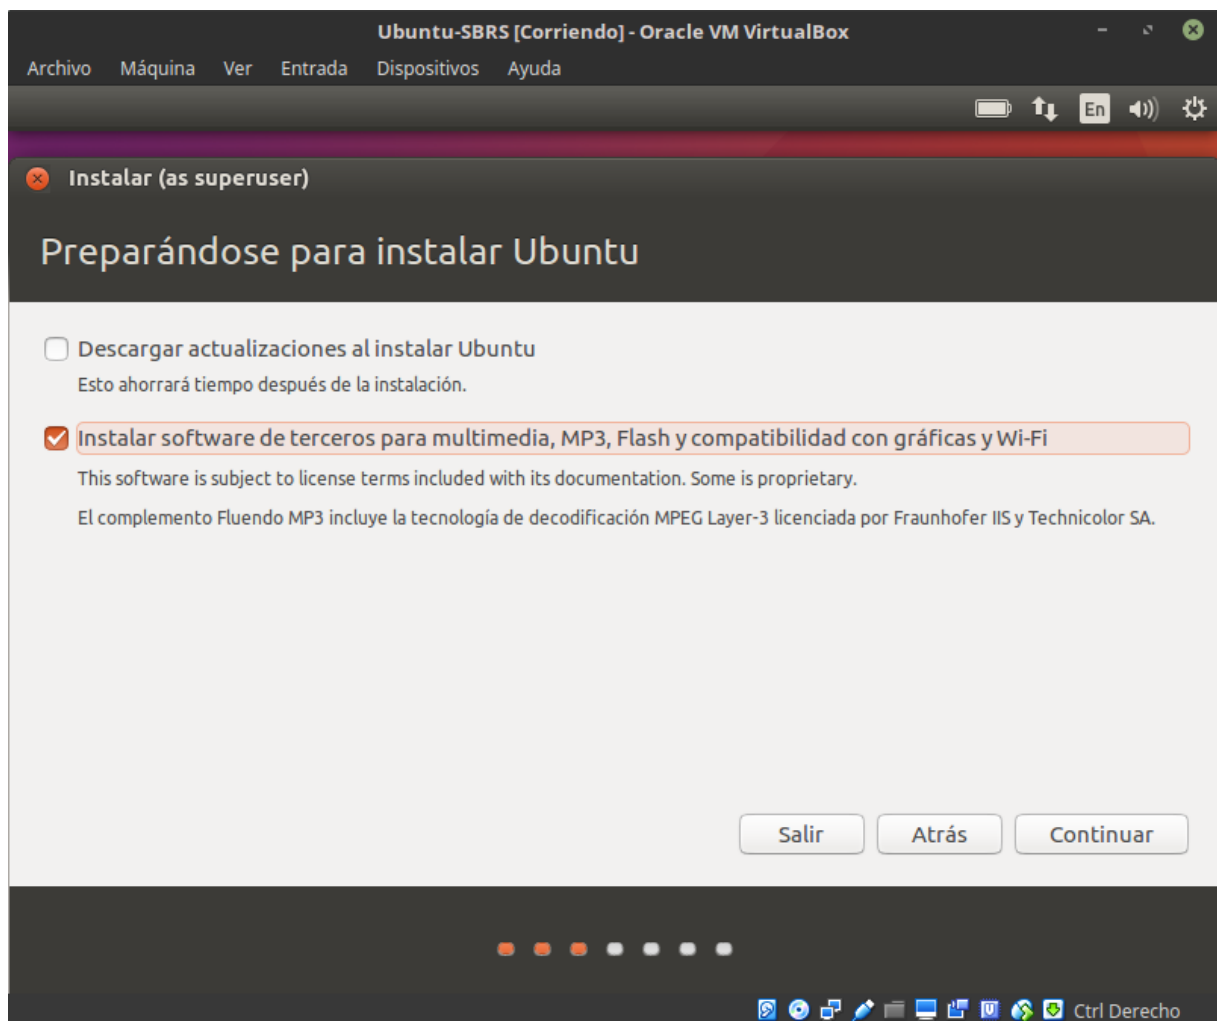 Ubuntu-SBRS [Corriendo] - Oracle VM VirtualBox
Archivo Máquina Ver Entrada Dispositivos Ayuda
En
Instalar (as superuser)
Preparándose para instalar Ubuntu
Descargar actualizaciones al instalar Ubuntu
Esto ahorrará tiempo después de la instalación.
Instalar software de terceros para multimedia, MP3, Flash y compatibilidad con gráficas y Wi-Fi
This software is subject to license terms included with its documentation. Some is proprietary.
El complemento Fluendo MP3 incluye la tecnología de decodificación MPEG Layer-3 licenciada por Fraunhofer IIS y Technicolor SA.
Salir Atrás Continuar
Ctrl Derecho